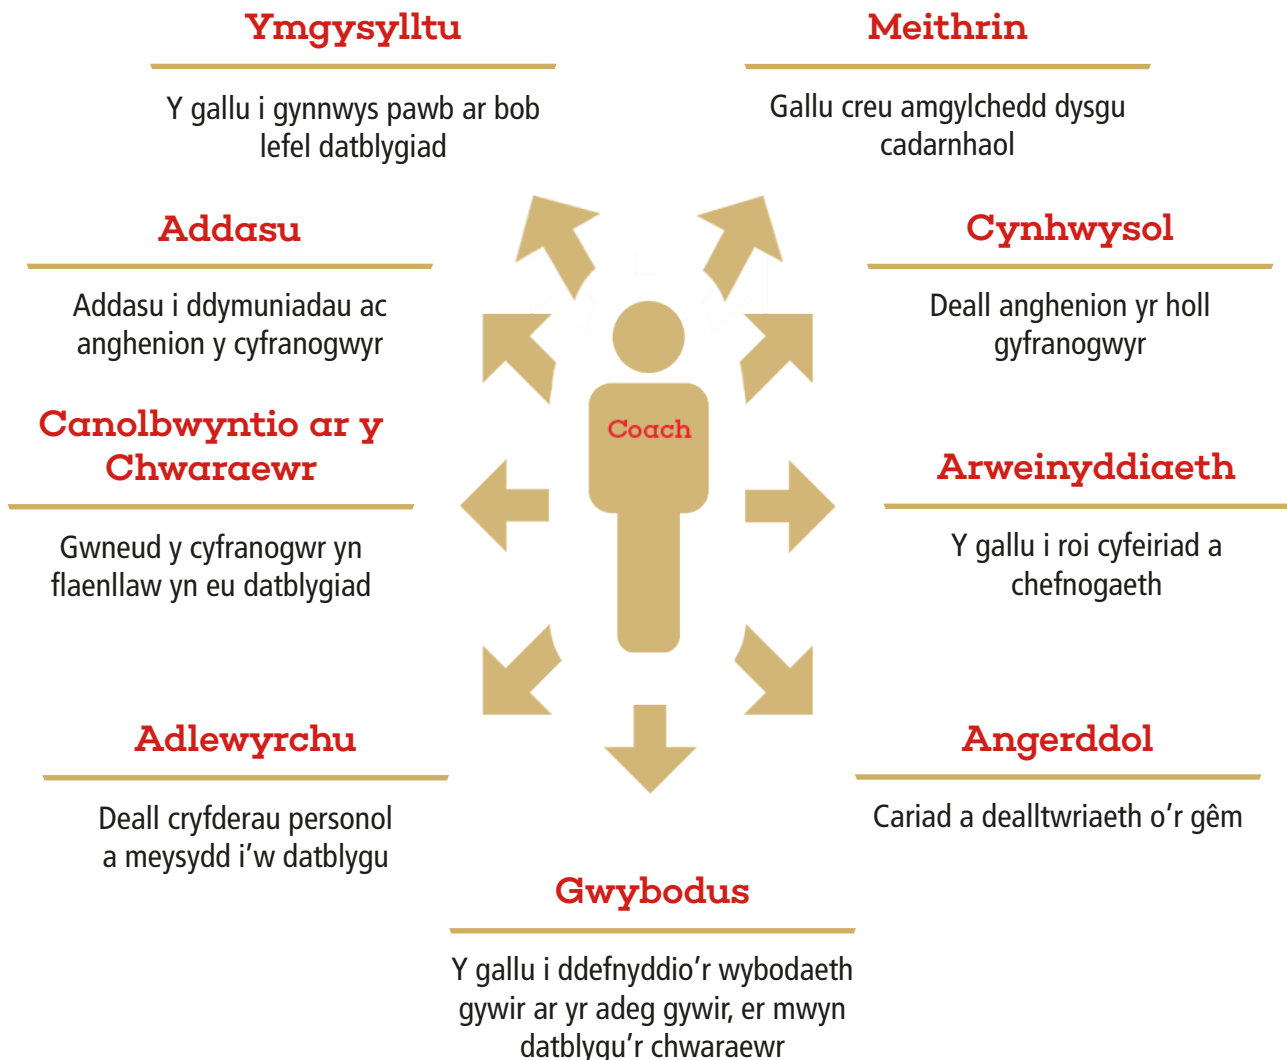 Ymgysylltu
Y gallu i gynnwys pawb ar bob
lefel datblygiad
Meithrin
Gallu creu amgylchedd dysgu
cadarnhaol
Addasu
Addasu i ddymuniadau ac
anghenion y cyfranogwyr
Cynhwysol
Deall anghenion yr holl
gyfranogwyr
Canolbwyntio ar y
Chwaraewr
Gwneud y cyfranogwr yn
flaenllaw yn eu datblygiad
Coach
Arweinyddiaeth
Y gallu i roi cyfeiriad a
chefnogaeth
Adlewyrchu
Deall cryfderau personol
a meysydd i’w datblygu
Angerddol
Cariad a dealltwriaeth o’r gêm
Gwybodus
Y gallu i ddefnyddio’r wybodaeth
gywir ar yr adeg gywir, er mwyn
datblygu’r chwaraewr